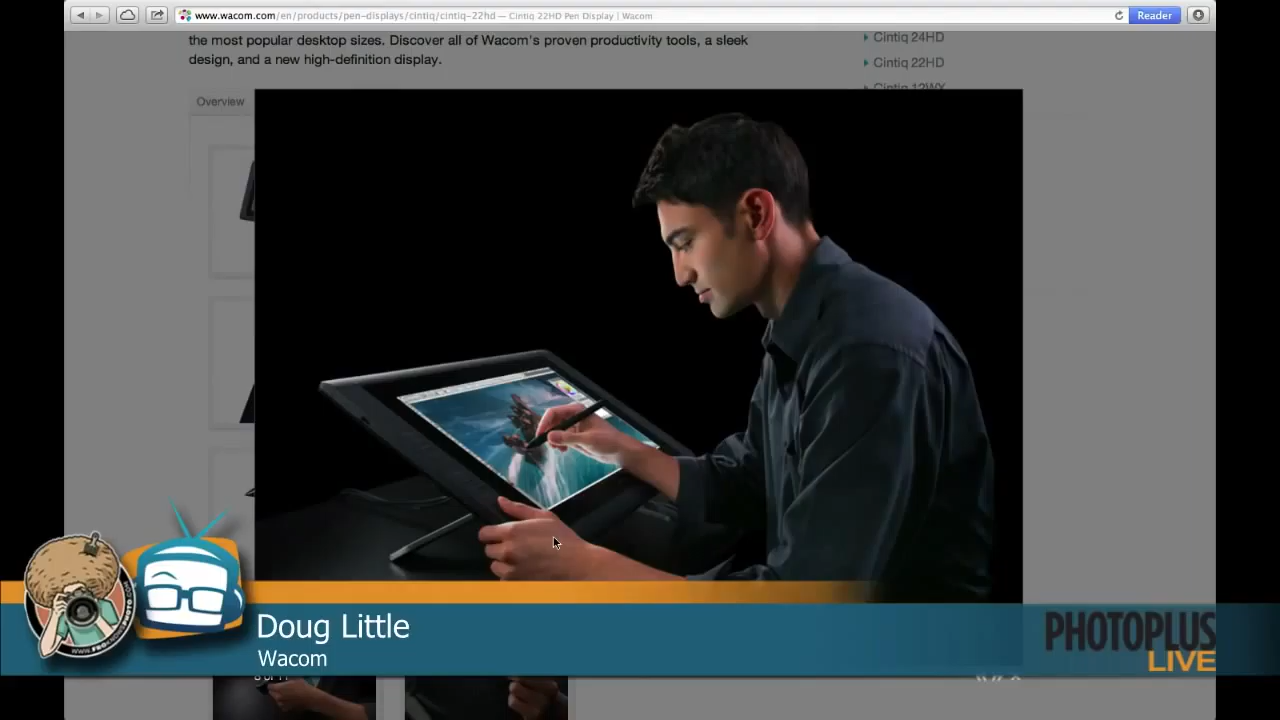 www.wacom.com/en/products/pen-displays/cintiq/cintiq-22hd — Cintiq 22HD Pen Display | Wacom
Reader
the most popular desktop sizes. Discover all of Wacom's proven productivity tools, a sleek
design, and a new high-definition display.
Cintiq 24HD
Cintiq 22HD
Cintiq 12WX
Overview
Doug Little
Wacom
PHOTOPLUS
LIVE